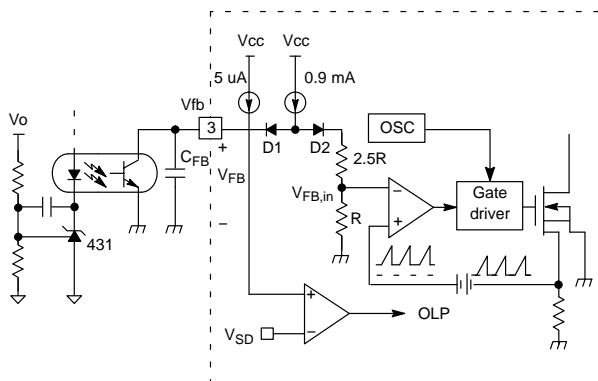 Vcc Vcc
5 uA 0.9 mA
Vo
Vfb
3
OSC
D1 D2
+
CFB
2.5R
VFB
VFB,in
−
Gate
driver
R
+
−
431
+
OLP
VSD
−